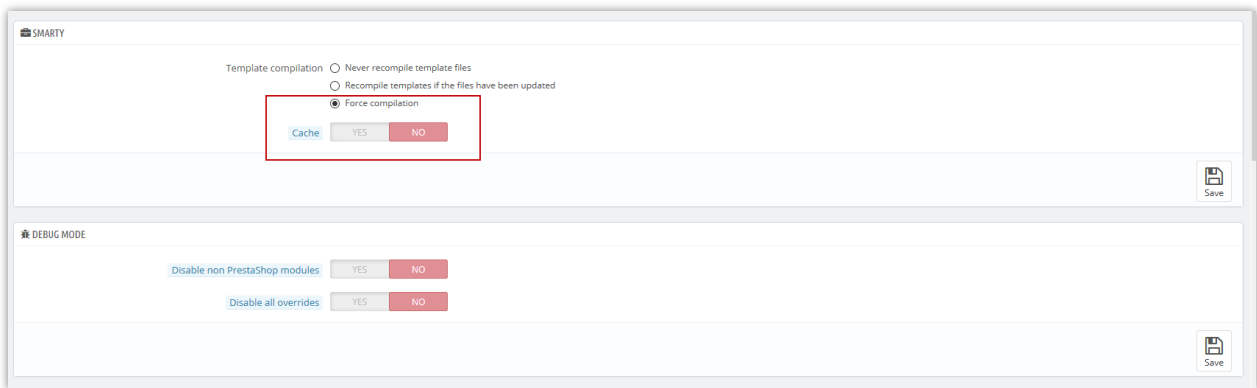 SMARTY
Template compilation Never recompile template files
Recompile templates if the files have been updated
Force compilation
Cache YES NO
Save
DEBUG MODE
Disable non PrestaShop modules YES NO
Disable all overrides YES NO
Save